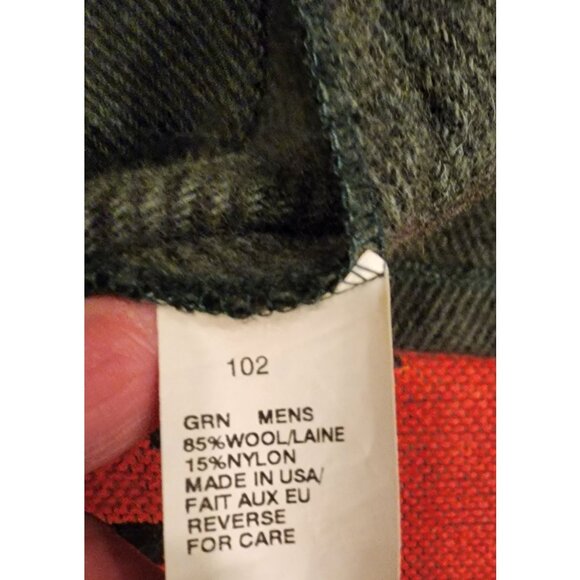 102
GRN MENS
85%WOOL/LAINE
15%NYLON
MADE IN USA/
FAIT AUX EU
REVERSE
FOR CARE